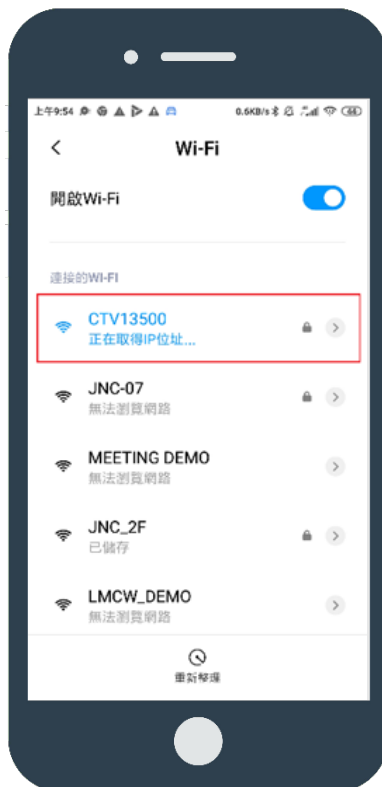 上午9:54
0.6KB/s 44
Wi-Fi
開啟Wi-Fi
連接的WI-FI
CTV13500
正在取得IP位址...
JNC-07
無法瀏覽網路
MEETING DEMO
無法瀏覽網路
JNC_2F
已儲存
LMCW_DEMO
無法瀏覽網路
重新整理